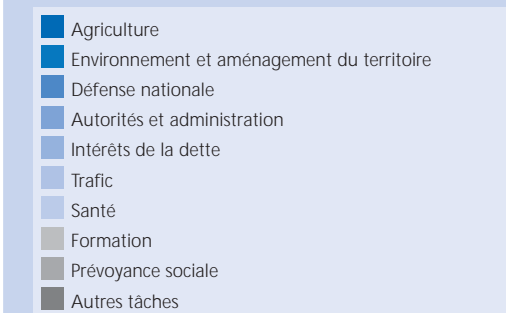 Agriculture
Environnement et aménagement du territoire
Défense nationale
Autorités et administration
Intérêts de la dette
Trafic
Santé
Formation
Prévoyance sociale
Autres tâches